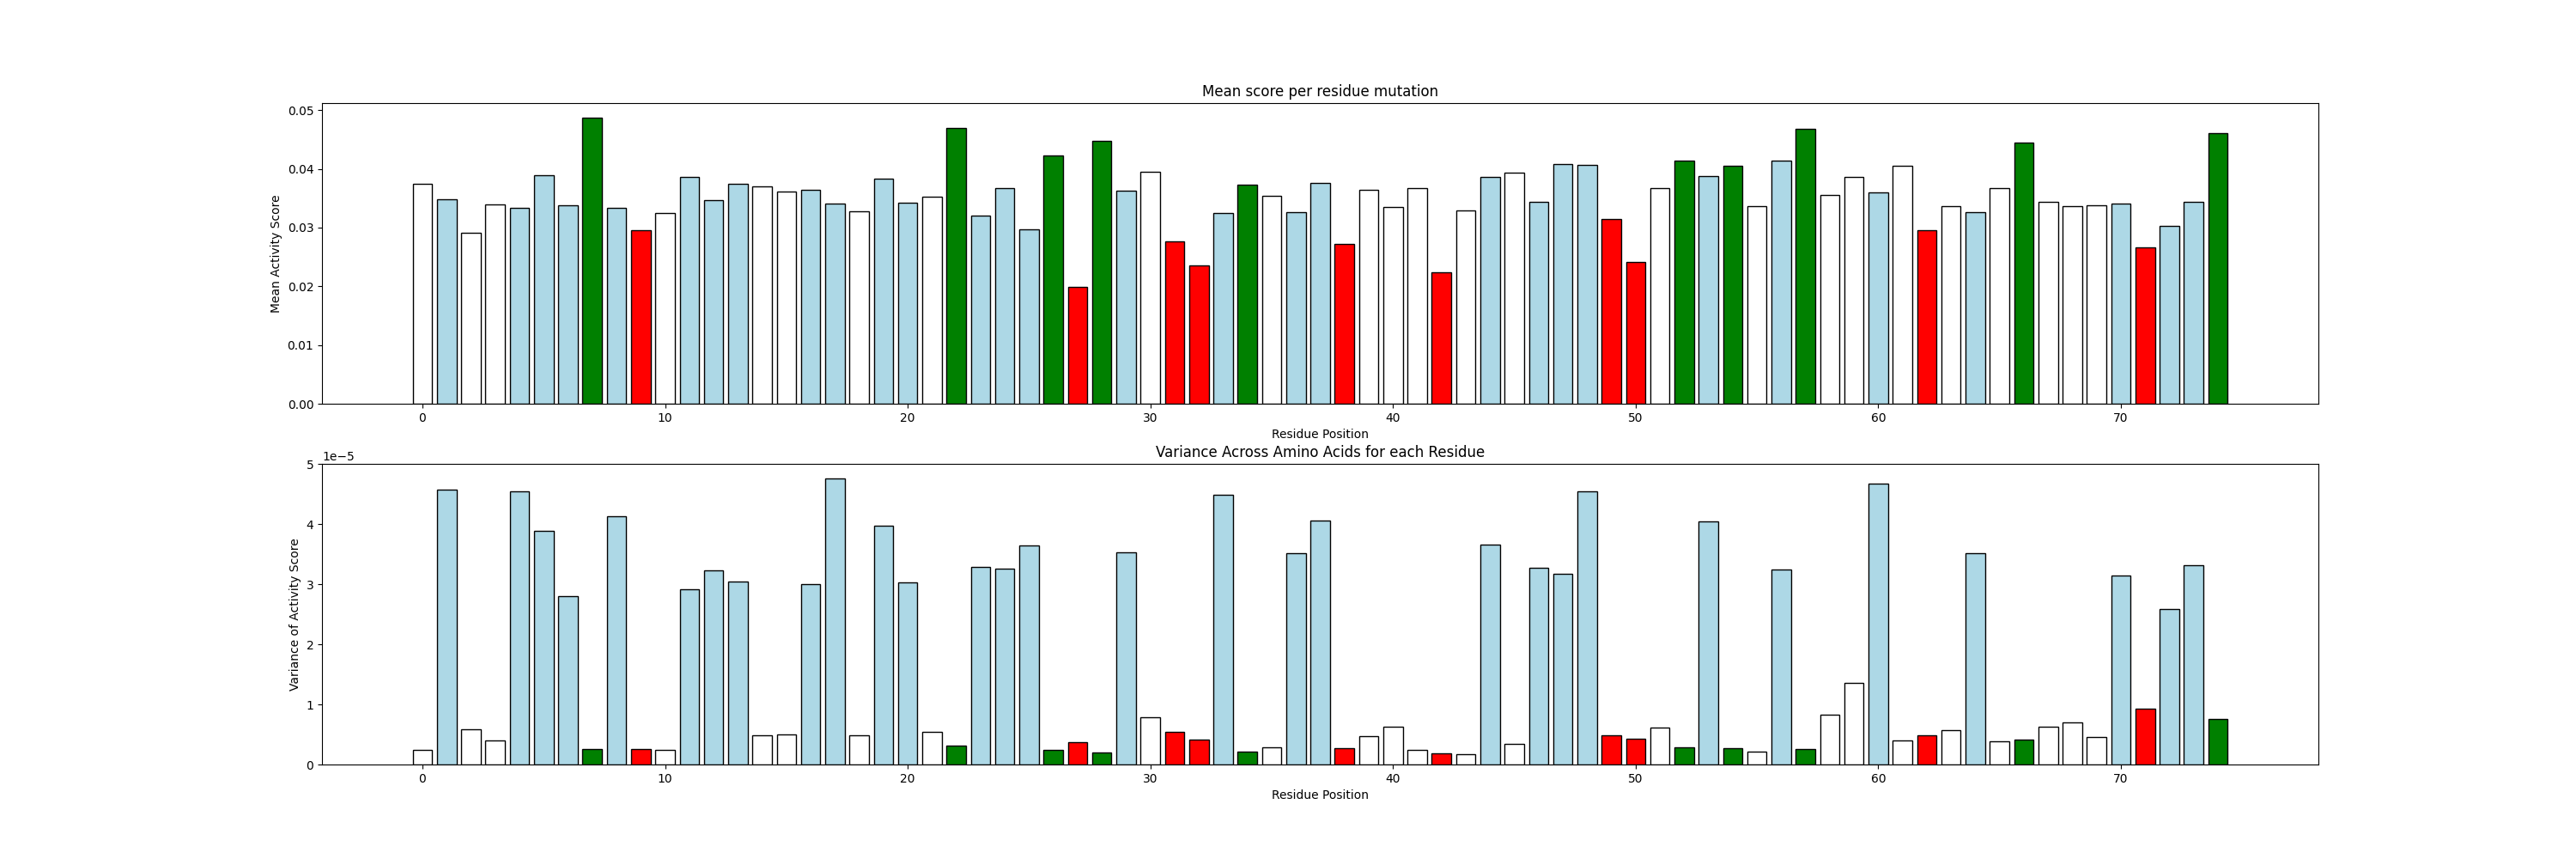 Mean score per residue mutation
Mean Activity Score
0.05
0.04
0.03
0.02
0.01
0.00
0 10 20 30 40 50 60 70
Residue Position
Variance Across Amino Acids for each Residue
1e−5
Variance of Activity Score
5
4
3
2
1
0
0 10 20 30 40 50 60 70
Residue Position